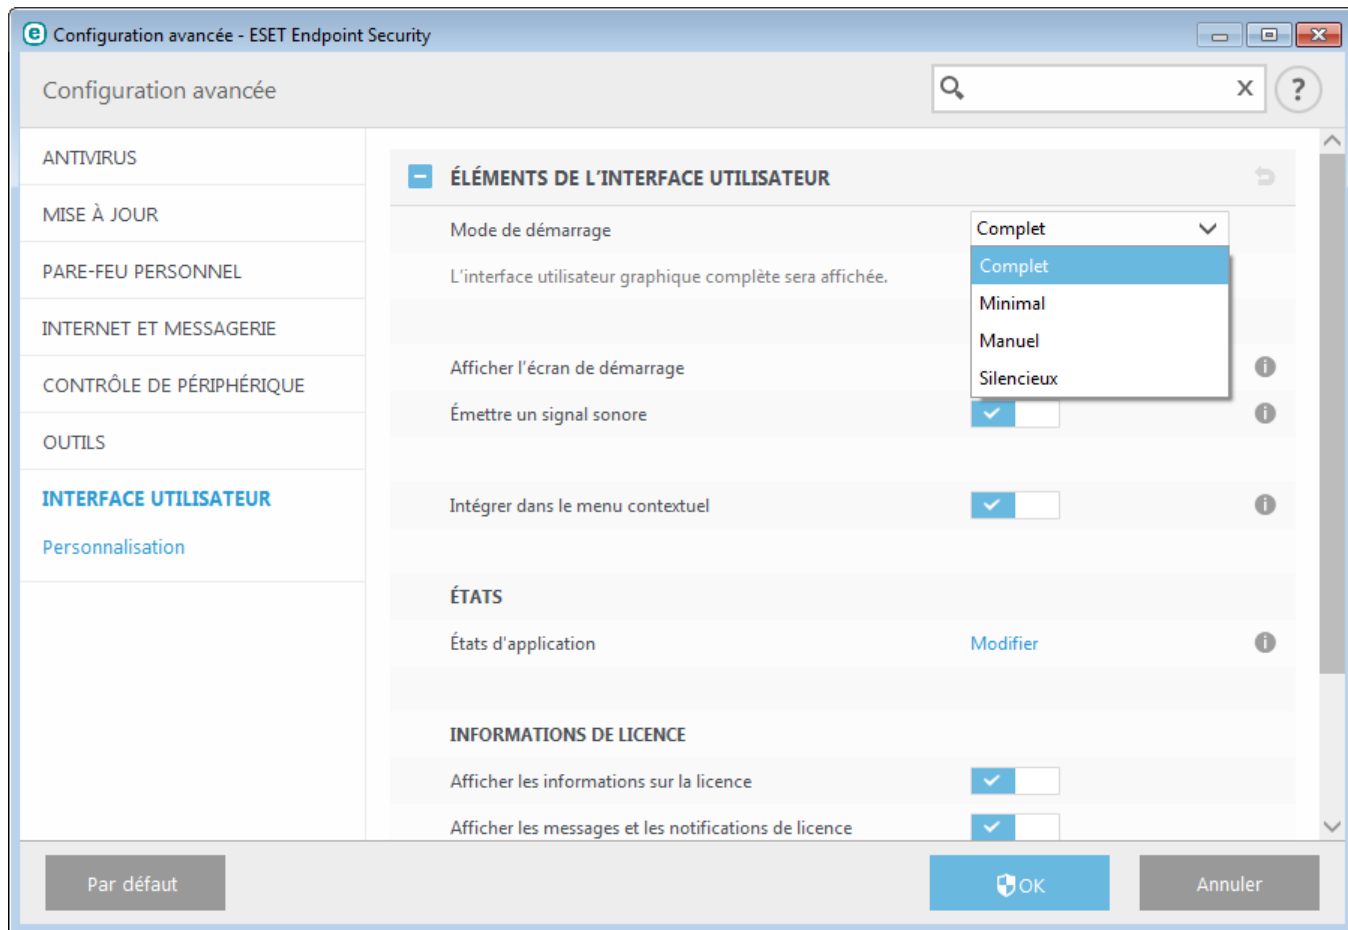 Configuration avancée - ESET Endpoint Security
Configuration avancée
ANTIVIRUS
MISE À JOUR
PARE-FEU PERSONNEL
INTERNET ET MESSAGERIE
CONTRÔLE DE PÉRIPHÉRIQUE
OUTILS
INTERFACE UTILISATEUR
Personnalisation
ÉLÉMENTS DE L'INTERFACE UTILISATEUR
Mode de démarrage
Complet
L'interface utilisateur graphique complète sera affichée.
Complet
Minimal
Manuel
Silencieux
Afficher l'écran de démarrage
Émettre un signal sonore
Intégrer dans le menu contextuel
ÉTATS
États d'application
Modifier
INFORMATIONS DE LICENCE
Afficher les informations sur la licence
Afficher les messages et les notifications de licence
Par défaut
OK
Annuler